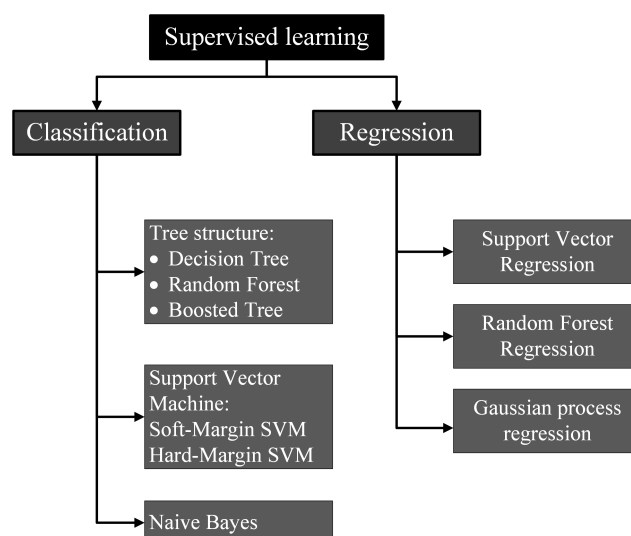 Supervised learning
Classification
Regression
Tree structure:
• Decision Tree
• Random Forest
• Boosted Tree
Support Vector
Machine:
Soft-Margin SVM
Hard-Margin SVM
Naive Bayes
Support Vector
Regression
Random Forest
Regression
Gaussian process
regression